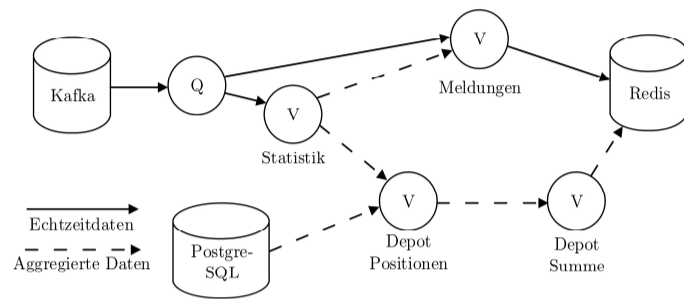 V
Kafka
Q
Redis
Meldungen
V
Statistik
V
V
Echtzeitdaten
Aggregierte Daten
Postgre-
SQL
Depot
Positionen
Depot
Summe